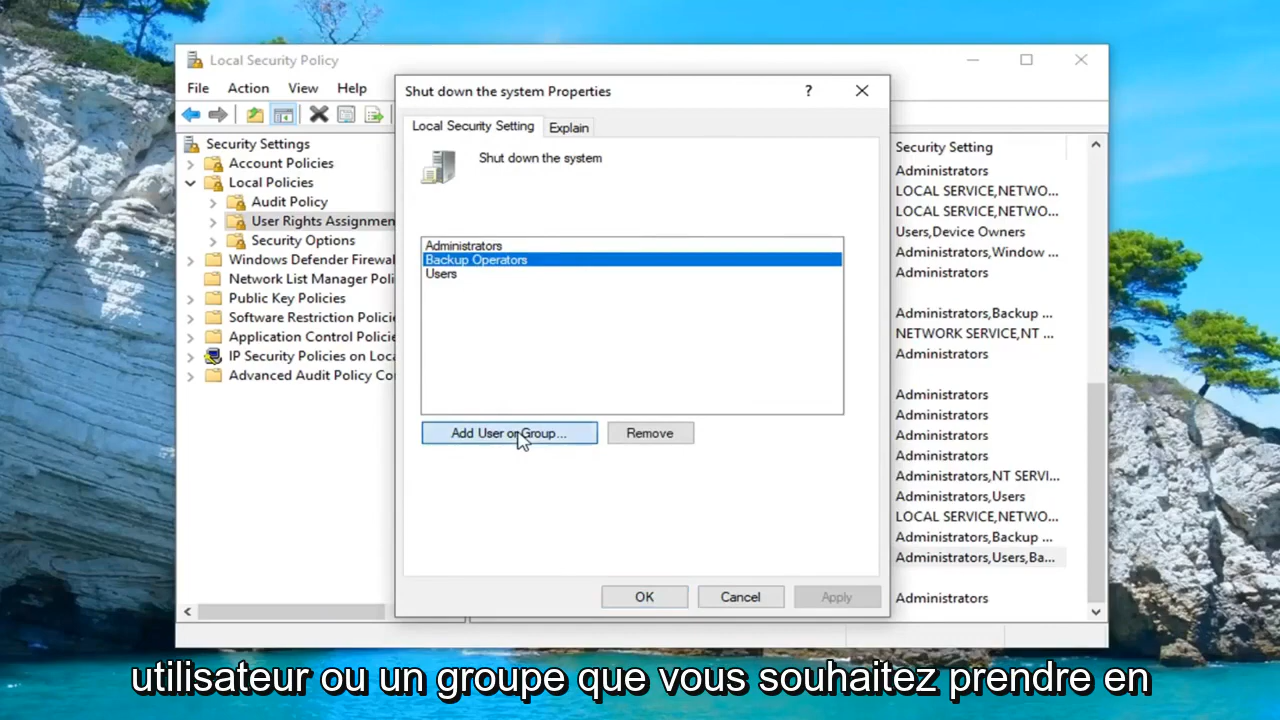 Local Security Policy
File Action View Help
Security Settings
Account Policies
Local Policies
Audit Policy
User Rights Assignmen
Security Options
Windows Defender Firewal
Network List Manager Poli
Public Key Policies
Software Restriction Policie
Application Control Policie
IP Security Policies on Loca
Advanced Audit Policy Co
Shut down the system Properties
?
Local Security Setting Explain
Shut down the system
Administrators
Backup Operators
Users
Add User or Group... Remove
OK Cancel Apply
Security Setting
Administrators
LOCAL SERVICE,NETWO...
LOCAL SERVICE,NETWO...
Users,Device Owners
Administrators,Window ...
Administrators
Administrators,Backup ...
NETWORK SERVICE,NT ...
Administrators
Administrators
Administrators
Administrators
Administrators
Administrators,NT SERVI...
Administrators,Users
LOCAL SERVICE,NETWO...
Administrators,Backup ...
Administrators,Users,Ba...
Administrators
utilisateur ou un groupe que vous souhaitez prendre en